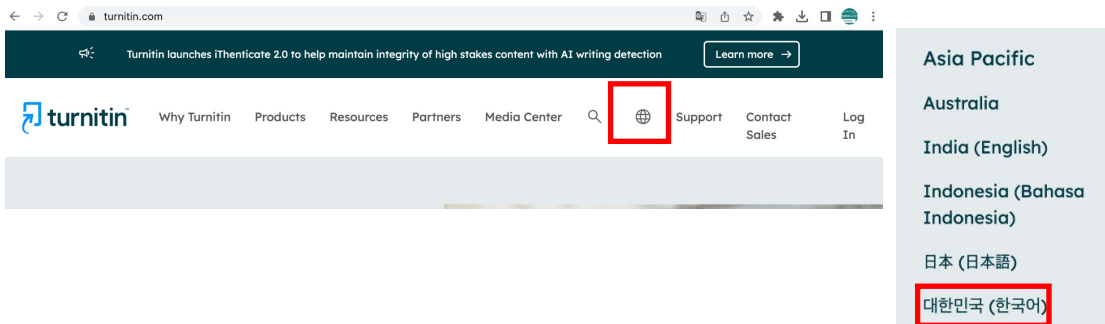 turnitin.com
Turnitin launches iThenticate 2.0 to help maintain integrity of high stakes content with AI writing detection
Learn more →
turnitin™
Why Turnitin
Products
Resources
Partners
Media Center
Support
Contact
Sales
Log
In
Asia Pacific
Australia
India (English)
Indonesia (Bahasa
Indonesia)
日本 (日本語)
대한민국 (한국어)